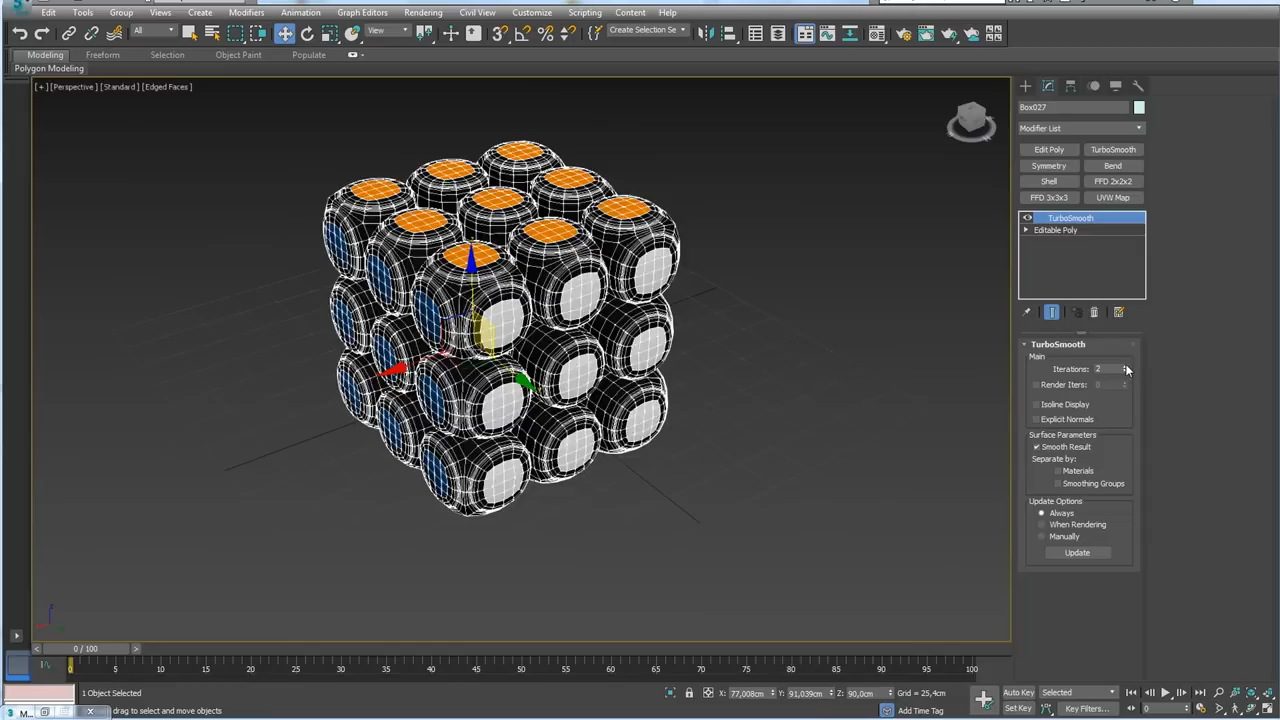 Edit Tools Group Views Create Modifiers Animation Graph Editors Rendering Civil View Customize Scripting Content Help
All View Create Selection Se
Modeling Freeform Selection Object Paint Populate
Polygon Modeling
[+] [Perspective] [Standard] [Edged Faces]
Box027
Modifier List
Edit Poly TurboSmooth
Symmetry Bend
Shell FFD 2x2x2
FFD 3x3x3 UVW Map
TurboSmooth
Editable Poly
TurboSmooth
Main
Iterations: 2
Render Iters: 0
Isoline Display
Explicit Normals
Surface Parameters
Smooth Result
Separate by:
Materials
Smoothing Groups
Update Options
Always
When Rendering
Manually
Update
z
0 / 100
0 5 10 15 20 25 30 35 40 45 50 55 60 65 70 75 80 85 90 95 100
1 Object Selected X: 77,008cm Y: 91,039cm Z: 90,0cm Grid = 25,4cm Auto Key Selected
drag to select and move objects Add Time Tag Set Key Key Filters... 0
3 M...